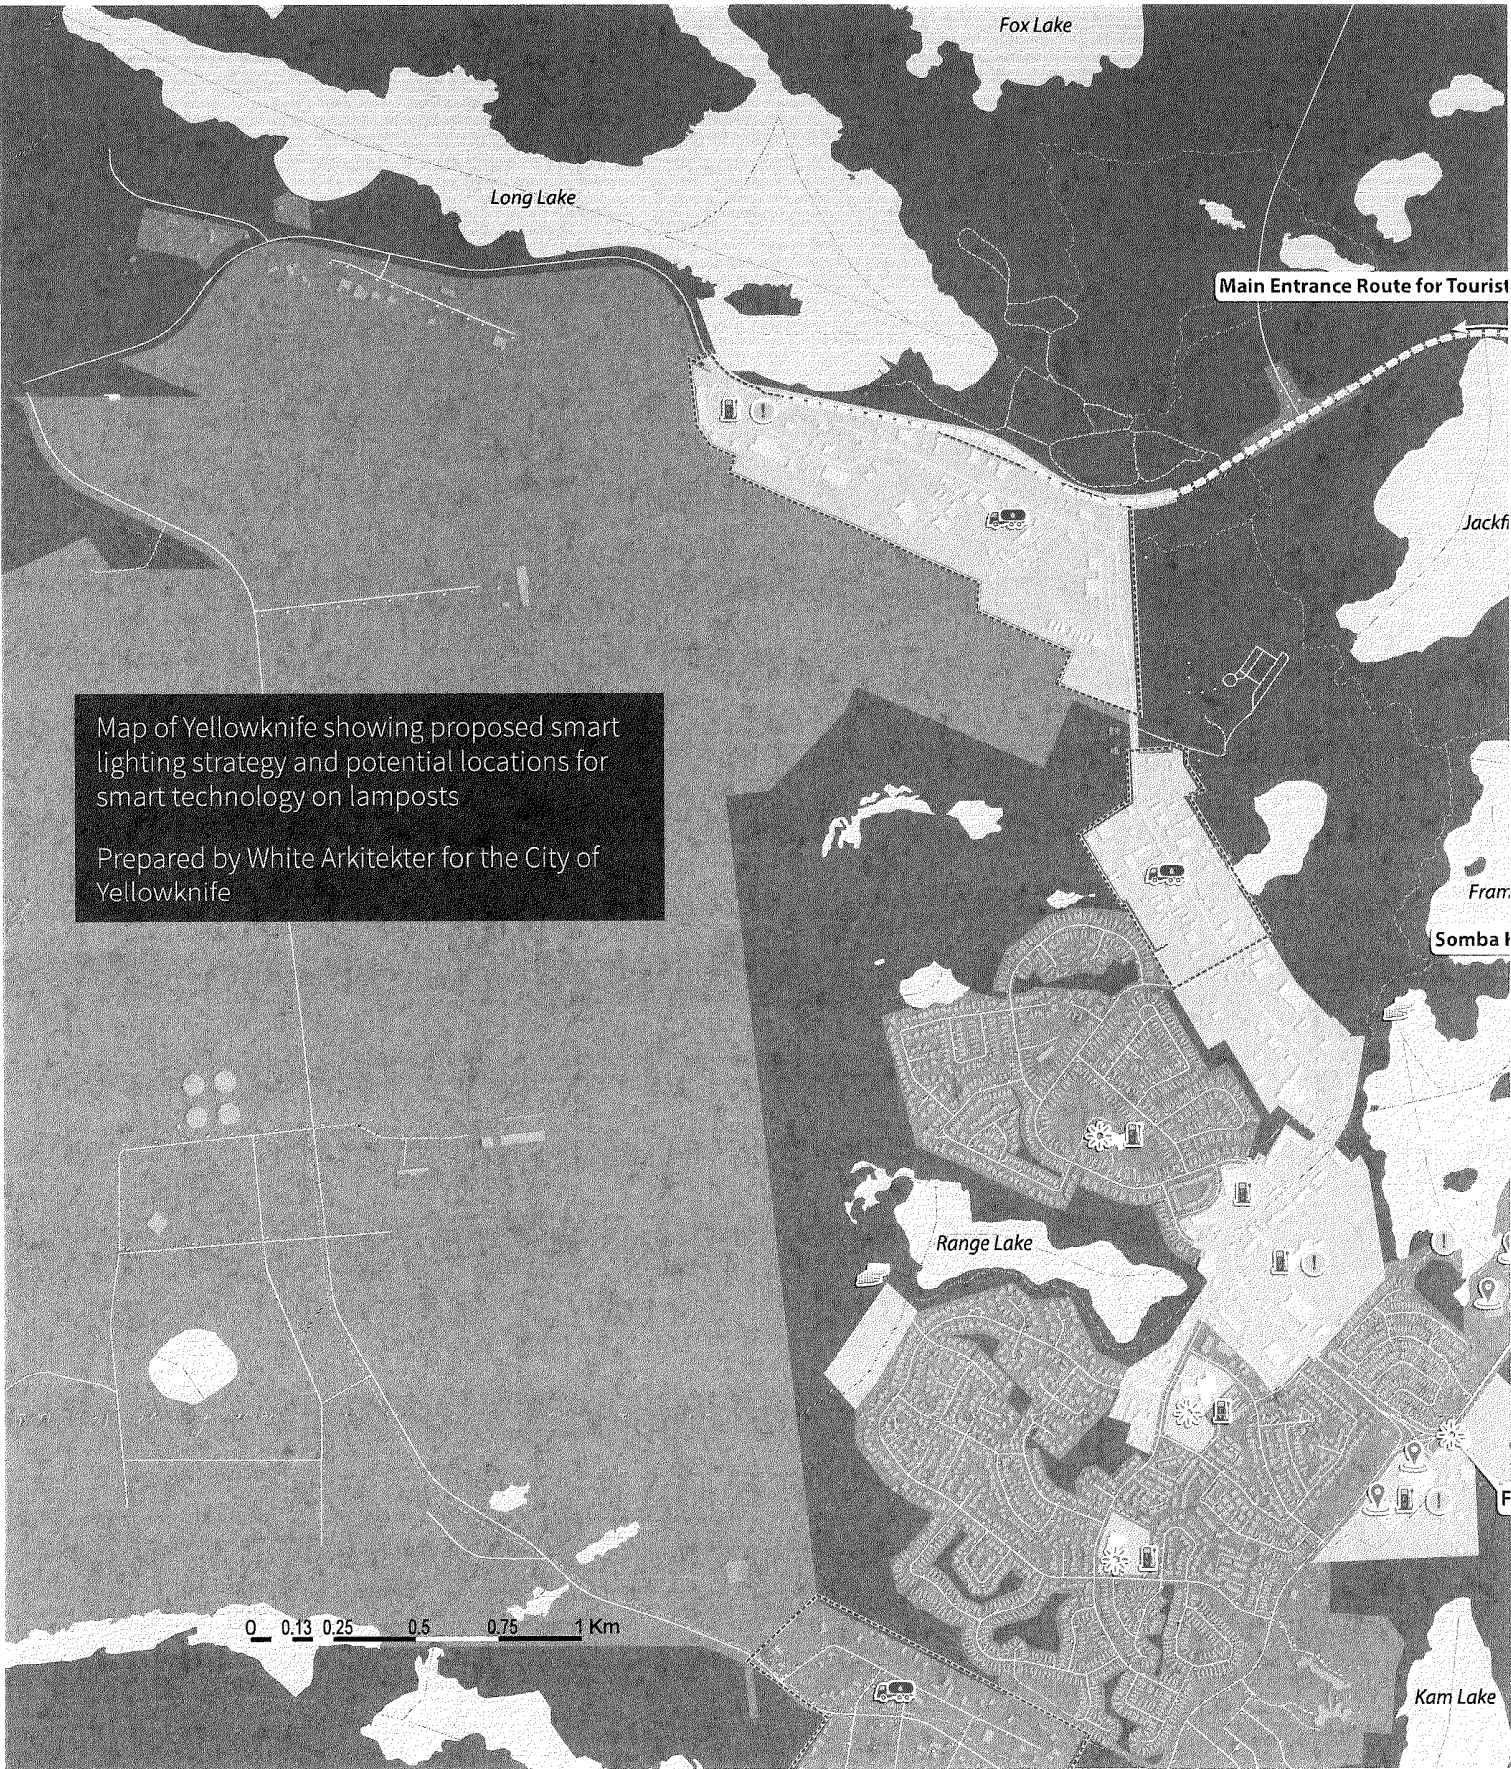 Fox Lake
Long Lake
Main Entrance Route for Tourist
Jackfi
Map of Yellowknife showing proposed smart
lighting strategy and potential locations for
smart technology on lamposts
Prepared by White Arkitekter for the City of
Yellowknife
Fram
Somba K
Range Lake
F
0 0.13 0.25 0.5 0.75 1 Km
Kam Lake